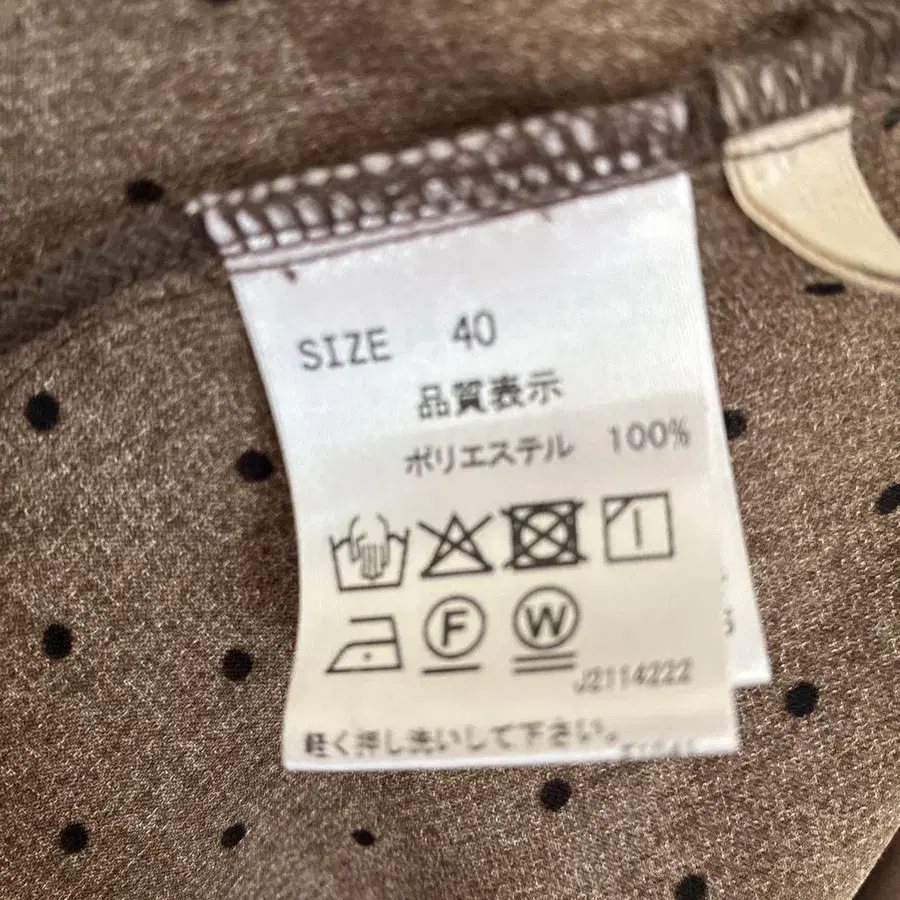 SIZE 40
品質表示
ポリエステル 100%
F W
J2114222
軽く押し洗いして下さい。